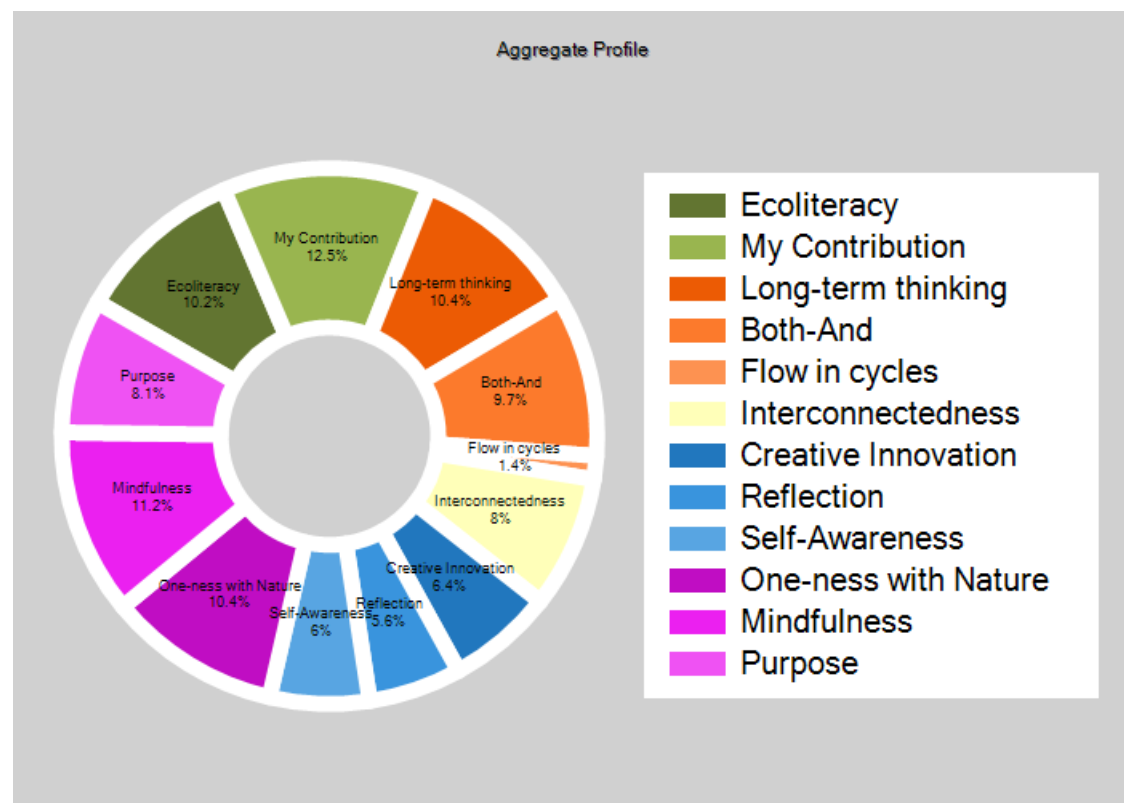 Aggregate Profile
My Contribution
12.5%
Long-term thinking
10.4%
Ecoliteracy
10.2%
Both-And
9.7%
Purpose
8.1%
Flow in cycles
1.4%
Mindfulness
11.2%
Interconnectedness
8%
Creative Innovation
6.4%
One-ness with Nature
10.4%
Reflection
5.6%
Self-Awareness
6%
Ecoliteracy
My Contribution
Long-term thinking
Both-And
Flow in cycles
Interconnectedness
Creative Innovation
Reflection
Self-Awareness
One-ness with Nature
Mindfulness
Purpose